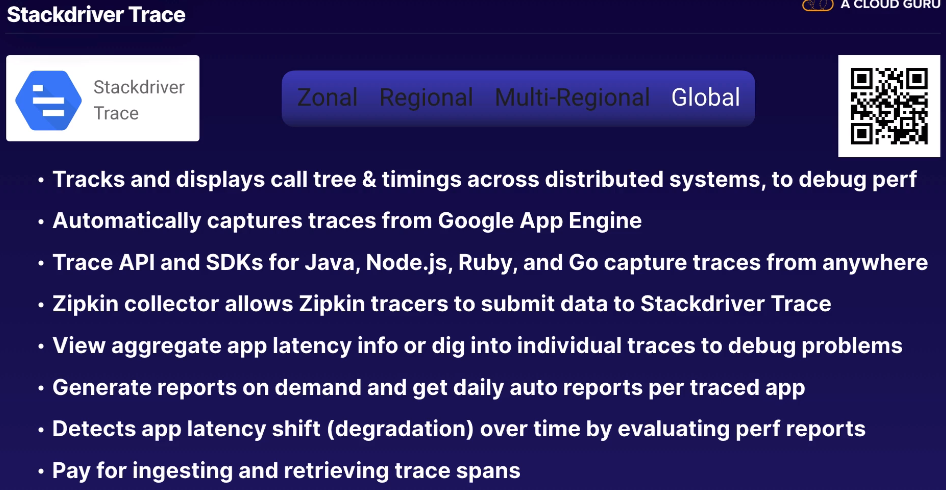 Stackdriver Trace
A CLOUD GURU
Stackdriver
Trace
Zonal Regional Multi-Regional Global
• Tracks and displays call tree & timings across distributed systems, to debug perf
• Automatically captures traces from Google App Engine
• Trace API and SDKs for Java, Node.js, Ruby, and Go capture traces from anywhere
• Zipkin collector allows Zipkin tracers to submit data to Stackdriver Trace
• View aggregate app latency info or dig into individual traces to debug problems
• Generate reports on demand and get daily auto reports per traced app
• Detects app latency shift (degradation) over time by evaluating perf reports
• Pay for ingesting and retrieving trace spans